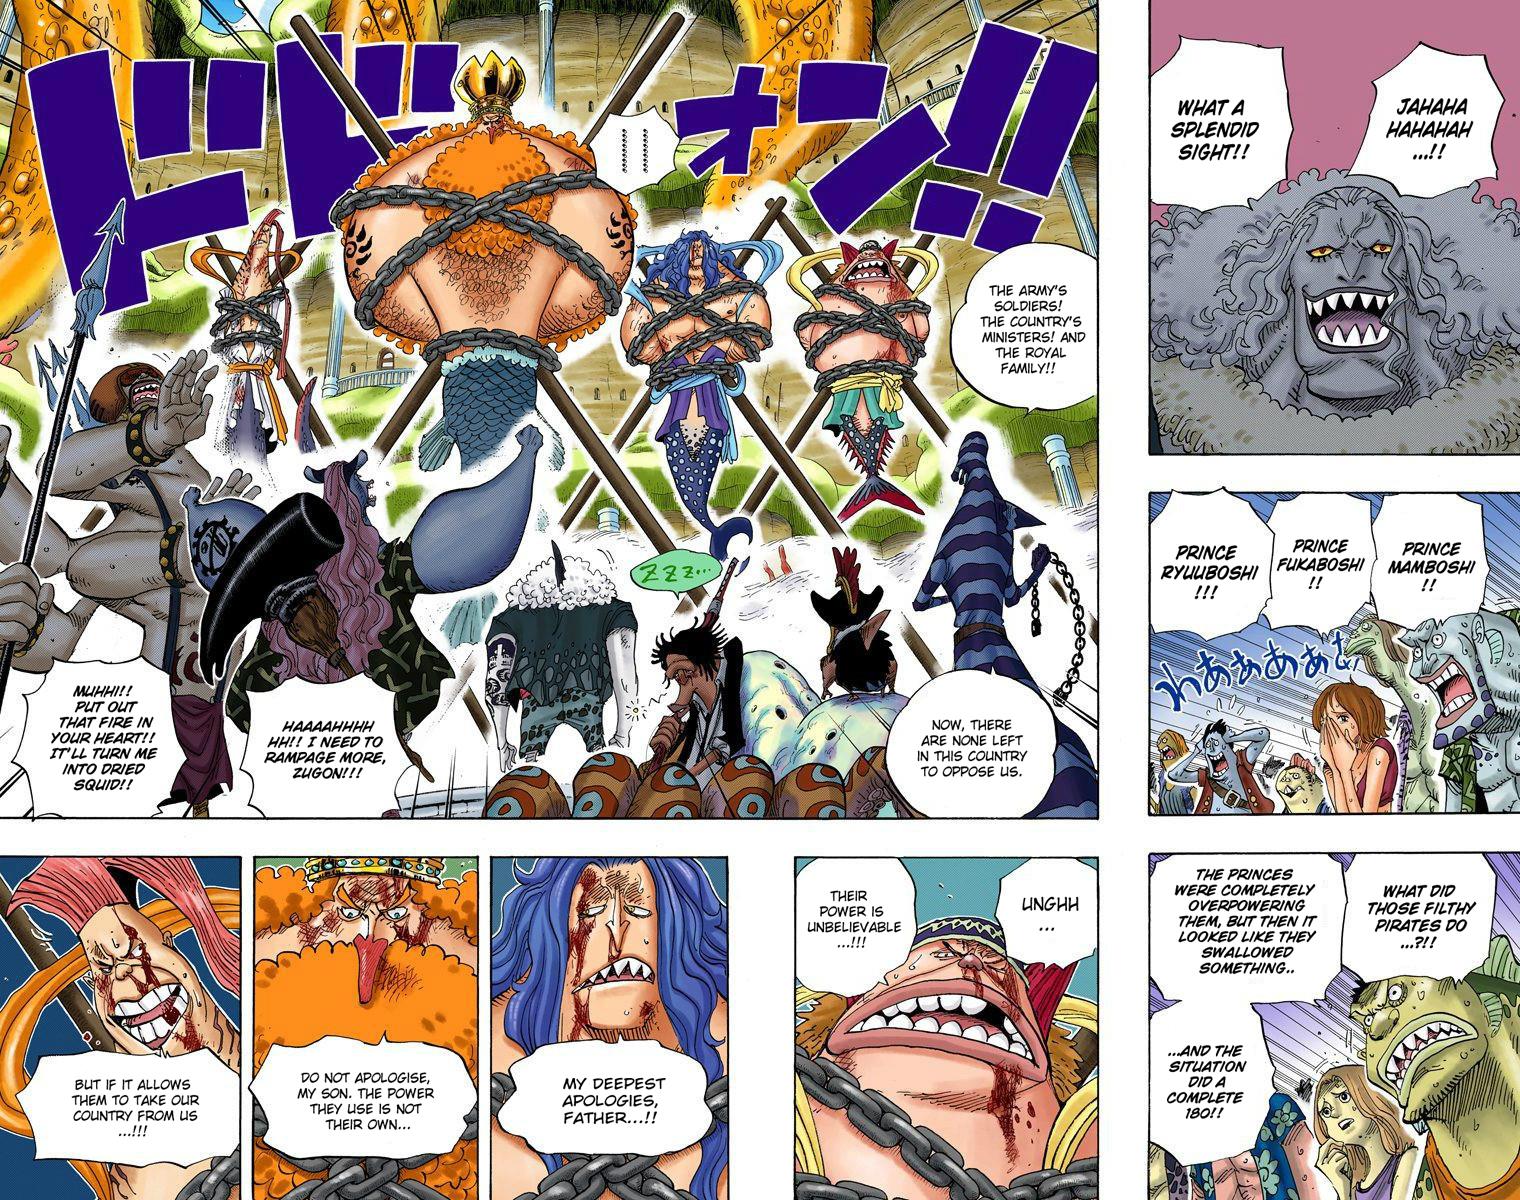 JAHAHA
HAHAHAH
...!!
WHAT A
SPLENDID
SIGHT!!
PRINCE
MAMBOSHI
!!
PRINCE
FUKABOSHI
!!
PRINCE
RYUUBOSHI
!!!
わああああぁ!
WHAT DID
THOSE FILTHY
PIRATES DO
...?!!
THE PRINCES
WERE COMPLETELY
OVERPOWERING
THEM, BUT THEN IT
LOOKED LIKE THEY
SWALLOWED
SOMETHING..
...AND THE
SITUATION
DID A
COMPLETE
180!!
ドドォン!!
THE ARMY'S
SOLDIERS!
THE COUNTRY'S
MINISTERS! AND
THE ROYAL
FAMILY!!
ZZZ...
NOW, THERE
ARE NONE LEFT
IN THIS COUNTRY
TO OPPOSE US.
HAAAAHHHH
HH!! I NEED TO
RAMPAGE MORE,
ZUGON!!!
MUHHI!!
PUT OUT
THAT FIRE IN
YOUR HEART!!
IT'LL TURN ME
INTO DRIED
SQUID!!
UNGHH
...
THEIR
POWER IS
UNBELIEVABLE
...!!!
MY DEEPEST
APOLOGIES,
FATHER...!!
DO NOT APOLOGISE,
MY SON. THE POWER
THEY USE IS NOT
THEIR OWN...
BUT IF IT ALLOWS
THEM TO TAKE OUR
COUNTRY FROM US
...!!!